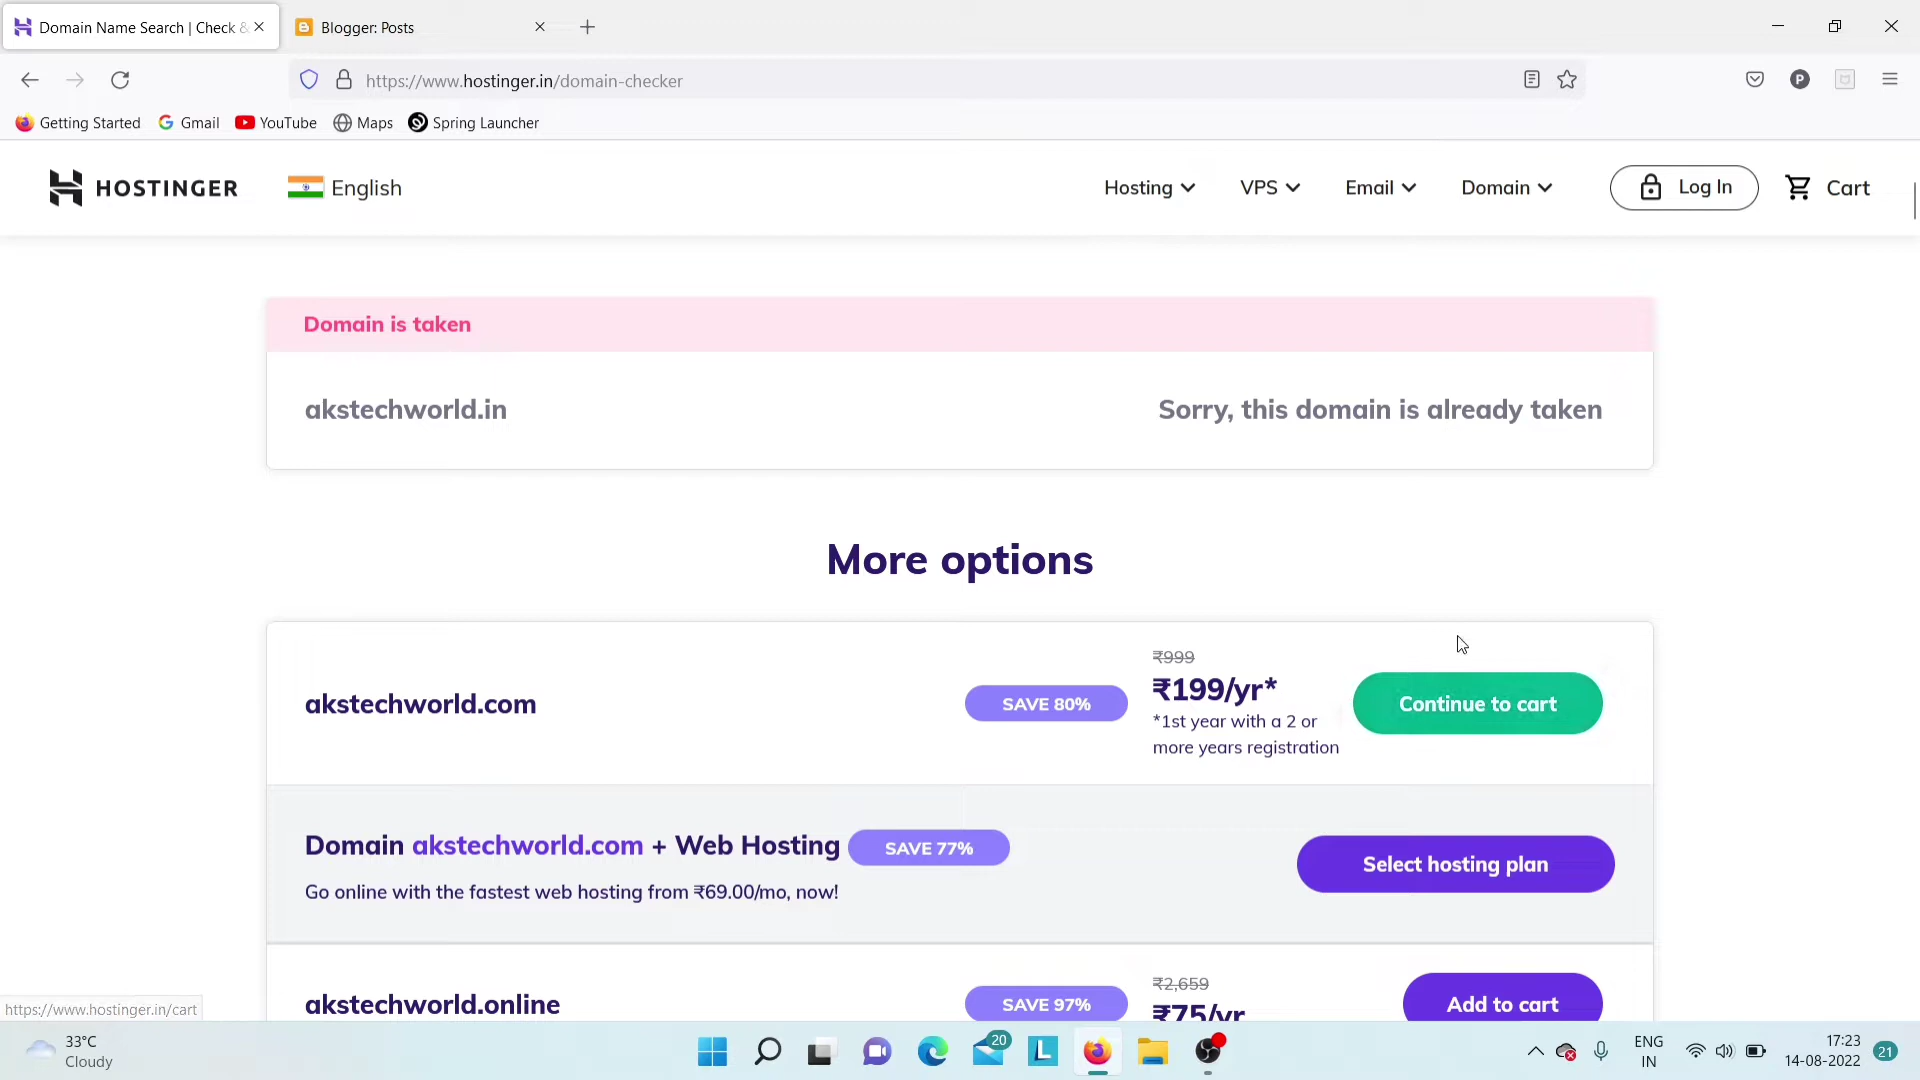 Domain Name Search | Check &
Blogger: Posts
https://www.hostinger.in/domain-checker
Getting Started
Gmail
YouTube
Maps
Spring Launcher
HOSTINGER
English
Hosting
VPS
Email
Domain
Log In
Cart
Domain is taken
akstechworld.in
Sorry, this domain is already taken
More options
akstechworld.com
SAVE 80%
₹999
₹199/yr*
*1st year with a 2 or
more years registration
Continue to cart
Domain akstechworld.com + Web Hosting
SAVE 77%
Go online with the fastest web hosting from ₹69.00/mo, now!
Select hosting plan
akstechworld.online
SAVE 97%
₹2,659
₹75/yr
Add to cart
https://www.hostinger.in/cart
33°C
Cloudy
20
ENG
IN
17:23
14-08-2022
21